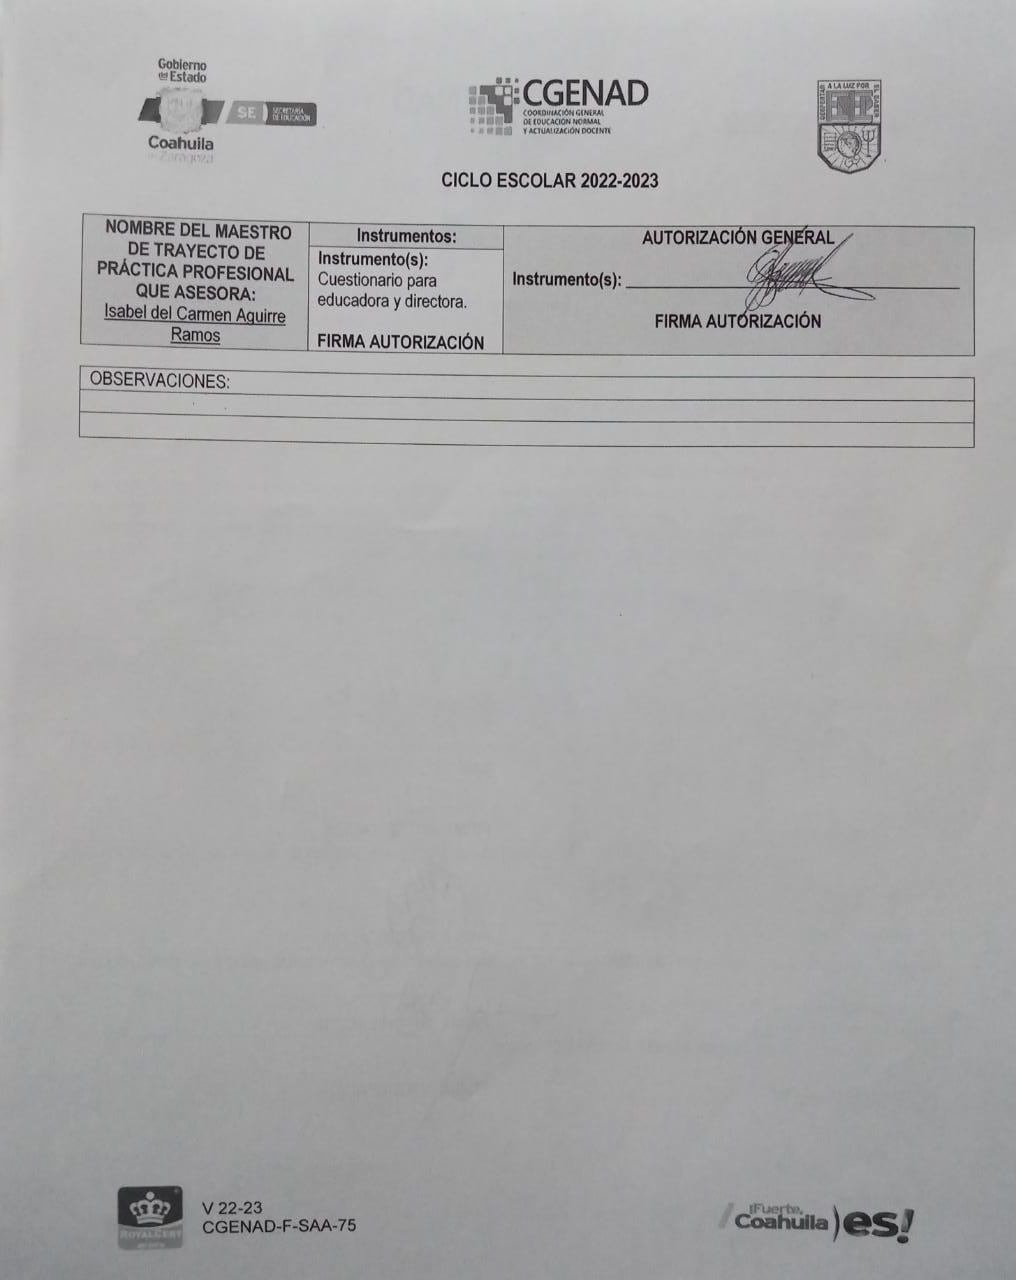 Gobierno
del Estado
SE SECRETARÍA
DE EDUCACIÓN
Coahuila
de Zaragoza
CGENAD
COORDINACIÓN GENERAL
DE EDUCACIÓN NORMAL
Y ACTUALIZACIÓN DOCENTE
A LA LUZ POR
CICLO ESCOLAR 2022-2023
NOMBRE DEL MAESTRO
DE TRAYECTO DE
PRÁCTICA PROFESIONAL
QUE ASESORA:
Isabel del Carmen Aguirre
Ramos
Instrumentos:
Instrumento(s):
Cuestionario para
educadora y directora.
FIRMA AUTORIZACIÓN
AUTORIZACIÓN GENERAL
Instrumento(s):
FIRMA AUTORIZACIÓN
OBSERVACIONES:
ROYALCERT
V 22-23
CGENAD-F-SAA-75
¡Fuerte,
Coahuila es!